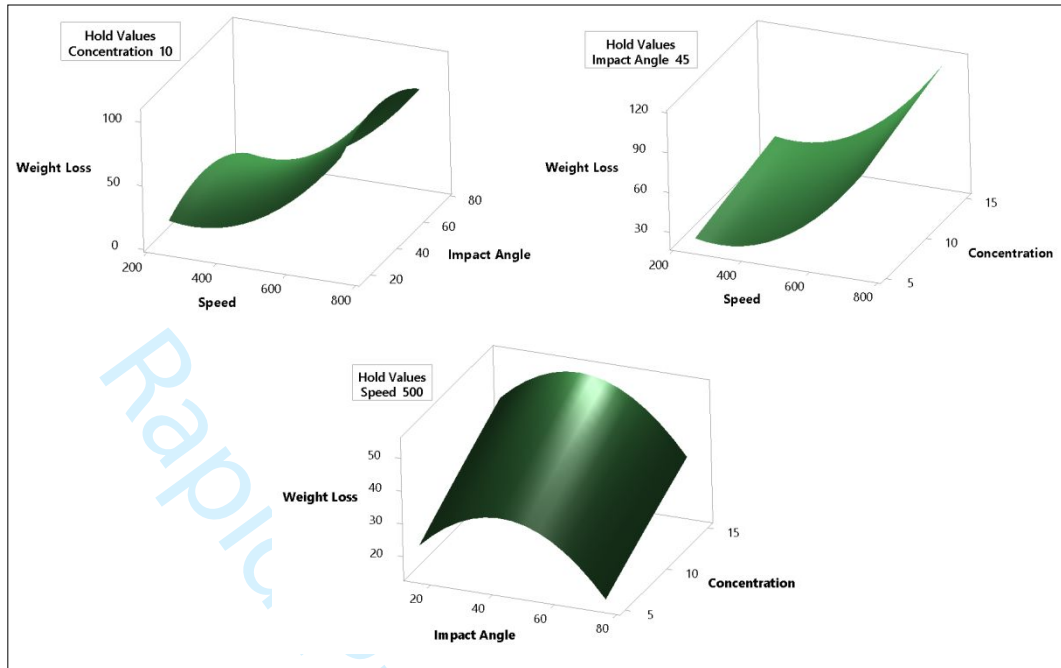 Hold Values
Concentration 10
100
50
0
Weight Loss
200
400
600
800
Speed
20
40
60
80
Impact Angle
Hold Values
Impact Angle 45
120
90
60
30
Weight Loss
200
400
600
800
Speed
5
10
15
Concentration
Hold Values
Speed 500
50
40
30
20
Weight Loss
20
40
60
80
Impact Angle
5
10
15
Concentration
Rapid